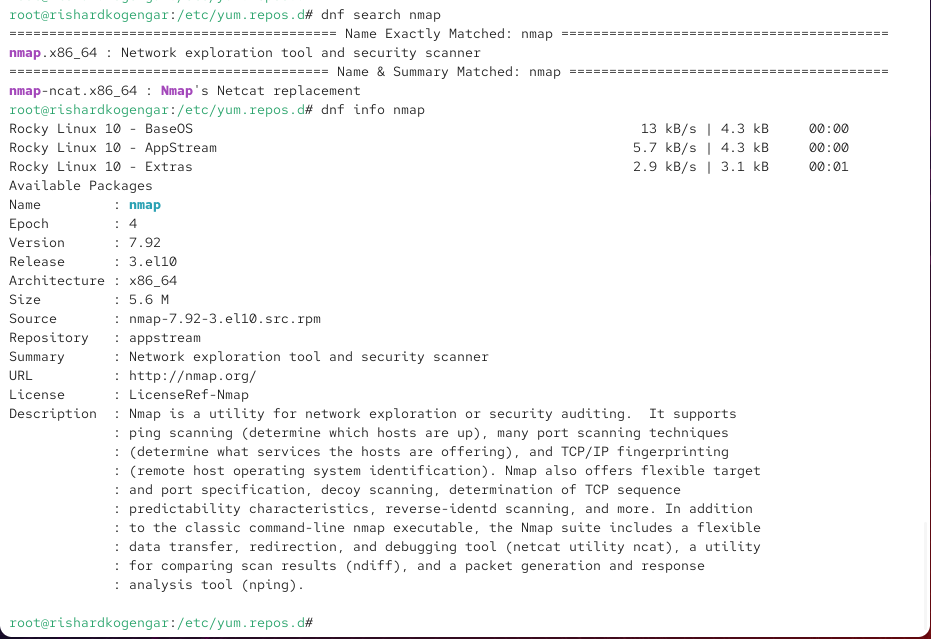 root@rishardkogengar:/etc/yum.repos.d# dnf search nmap
========================================= Name Exactly Matched: nmap =========================================
nmap.x86_64 : Network exploration tool and security scanner
======================================== Name & Summary Matched: nmap ========================================
nmap-ncat.x86_64 : Nmap's Netcat replacement
root@rishardkogengar:/etc/yum.repos.d# dnf info nmap
Rocky Linux 10 - BaseOS                                                        13 kB/s | 4.3 kB     00:00
Rocky Linux 10 - AppStream                                                    5.7 kB/s | 4.3 kB     00:00
Rocky Linux 10 - Extras                                                       2.9 kB/s | 3.1 kB     00:01
Available Packages
Name         : nmap
Epoch        : 4
Version      : 7.92
Release      : 3.el10
Architecture : x86_64
Size         : 5.6 M
Source       : nmap-7.92-3.el10.src.rpm
Repository   : appstream
Summary      : Network exploration tool and security scanner
URL          : http://nmap.org/
License      : LicenseRef-Nmap
Description  : Nmap is a utility for network exploration or security auditing.  It supports
             : ping scanning (determine which hosts are up), many port scanning techniques
             : (determine what services the hosts are offering), and TCP/IP fingerprinting
             : (remote host operating system identification). Nmap also offers flexible target
             : and port specification, decoy scanning, determination of TCP sequence
             : predictability characteristics, reverse-identd scanning, and more. In addition
             : to the classic command-line nmap executable, the Nmap suite includes a flexible
             : data transfer, redirection, and debugging tool (netcat utility ncat), a utility
             : for comparing scan results (ndiff), and a packet generation and response
             : analysis tool (nping).
root@rishardkogengar:/etc/yum.repos.d#